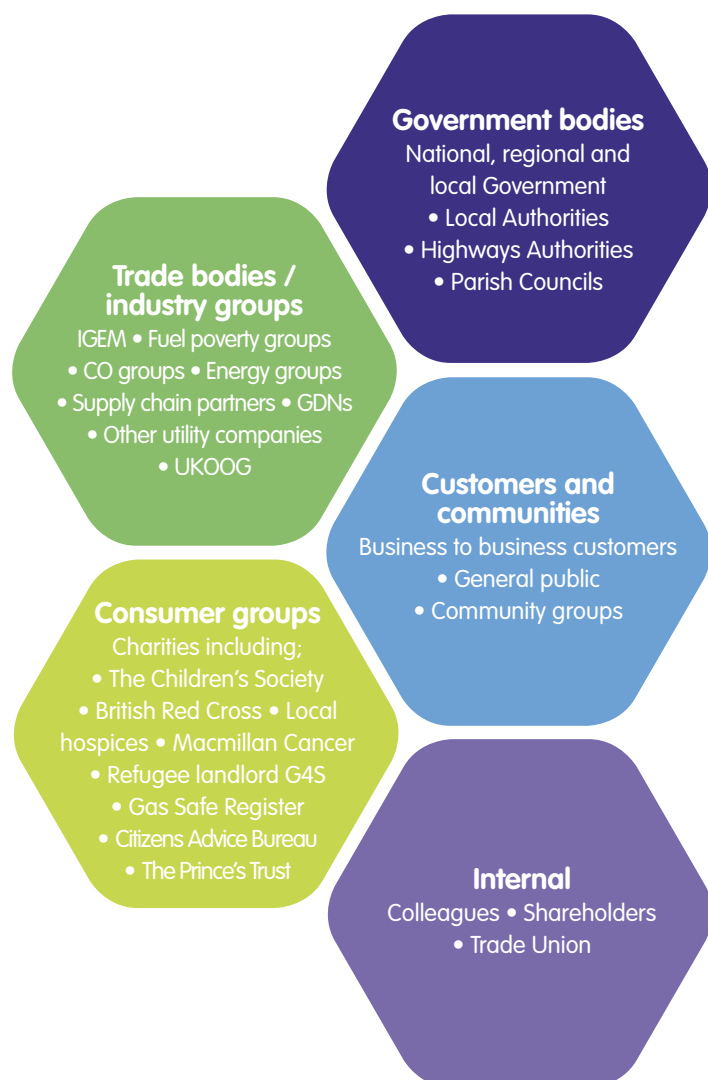 Government bodies
National, regional and
local Government
• Local Authorities
• Highways Authorities
• Parish Councils
Trade bodies /
industry groups
IGEM • Fuel poverty groups
• CO groups • Energy groups
• Supply chain partners • GDNs
• Other utility companies
• UKOOG
Customers and
communities
Business to business customers
• General public
• Community groups
Consumer groups
Charities including;
• The Children's Society
• British Red Cross • Local
hospices • Macmillan Cancer
• Refugee landlord G4S
• Gas Safe Register
• Citizens Advice Bureau
• The Prince's Trust
Internal
Colleagues • Shareholders
• Trade Union